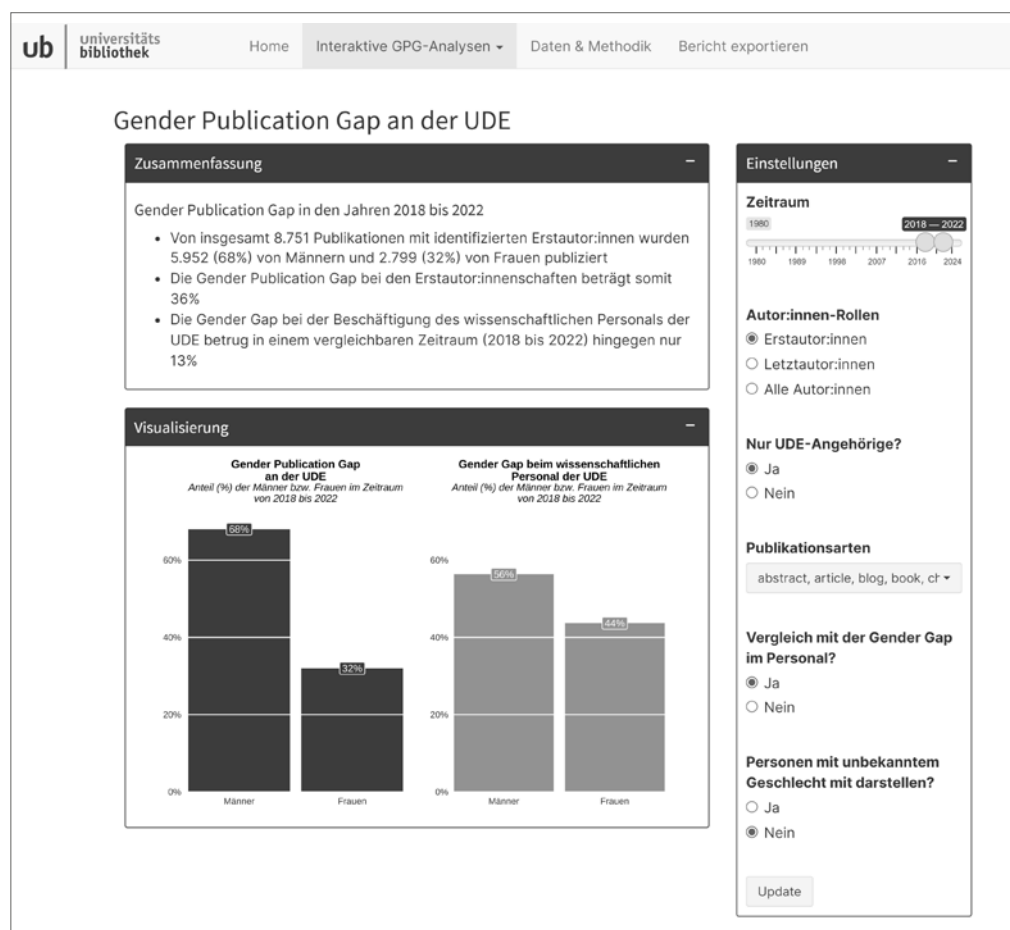 ub universitäts bibliothek
Home Interaktive GPG-Analysen Daten & Methodik Bericht exportieren
Gender Publication Gap an der UDE
Zusammenfassung
Gender Publication Gap in den Jahren 2018 bis 2022
• Von insgesamt 8.751 Publikationen mit identifizierten Erstautor:innen wurden
5.952 (68%) von Männern und 2.799 (32%) von Frauen publiziert
• Die Gender Publication Gap bei den Erstautor:innenschaften beträgt somit
36%
• Die Gender Gap bei der Beschäftigung des wissenschaftlichen Personals der
UDE betrug in einem vergleichbaren Zeitraum (2018 bis 2022) hingegen nur
13%
Visualisierung
Gender Publication Gap
an der UDE
Anteil (%) der Männer bzw. Frauen im Zeitraum
von 2018 bis 2022
68%
60%
40%
32%
20%
0%
Männer Frauen
Gender Gap beim wissenschaftlichen
Personal der UDE
Anteil (%) der Männer bzw. Frauen im Zeitraum
von 2018 bis 2022
60%
56%
44%
40%
20%
0%
Männer Frauen
Einstellungen
Zeitraum
1980 2018 — 2022
1980 1989 1998 2007 2016 2024
Autor:innen-Rollen
Erstautor:innen
Letztautor:innen
Alle Autor:innen
Nur UDE-Angehörige?
Ja
Nein
Publikationsarten
abstract, article, blog, book, ch
Vergleich mit der Gender Gap
im Personal?
Ja
Nein
Personen mit unbekanntem
Geschlecht mit darstellen?
Ja
Nein
Update